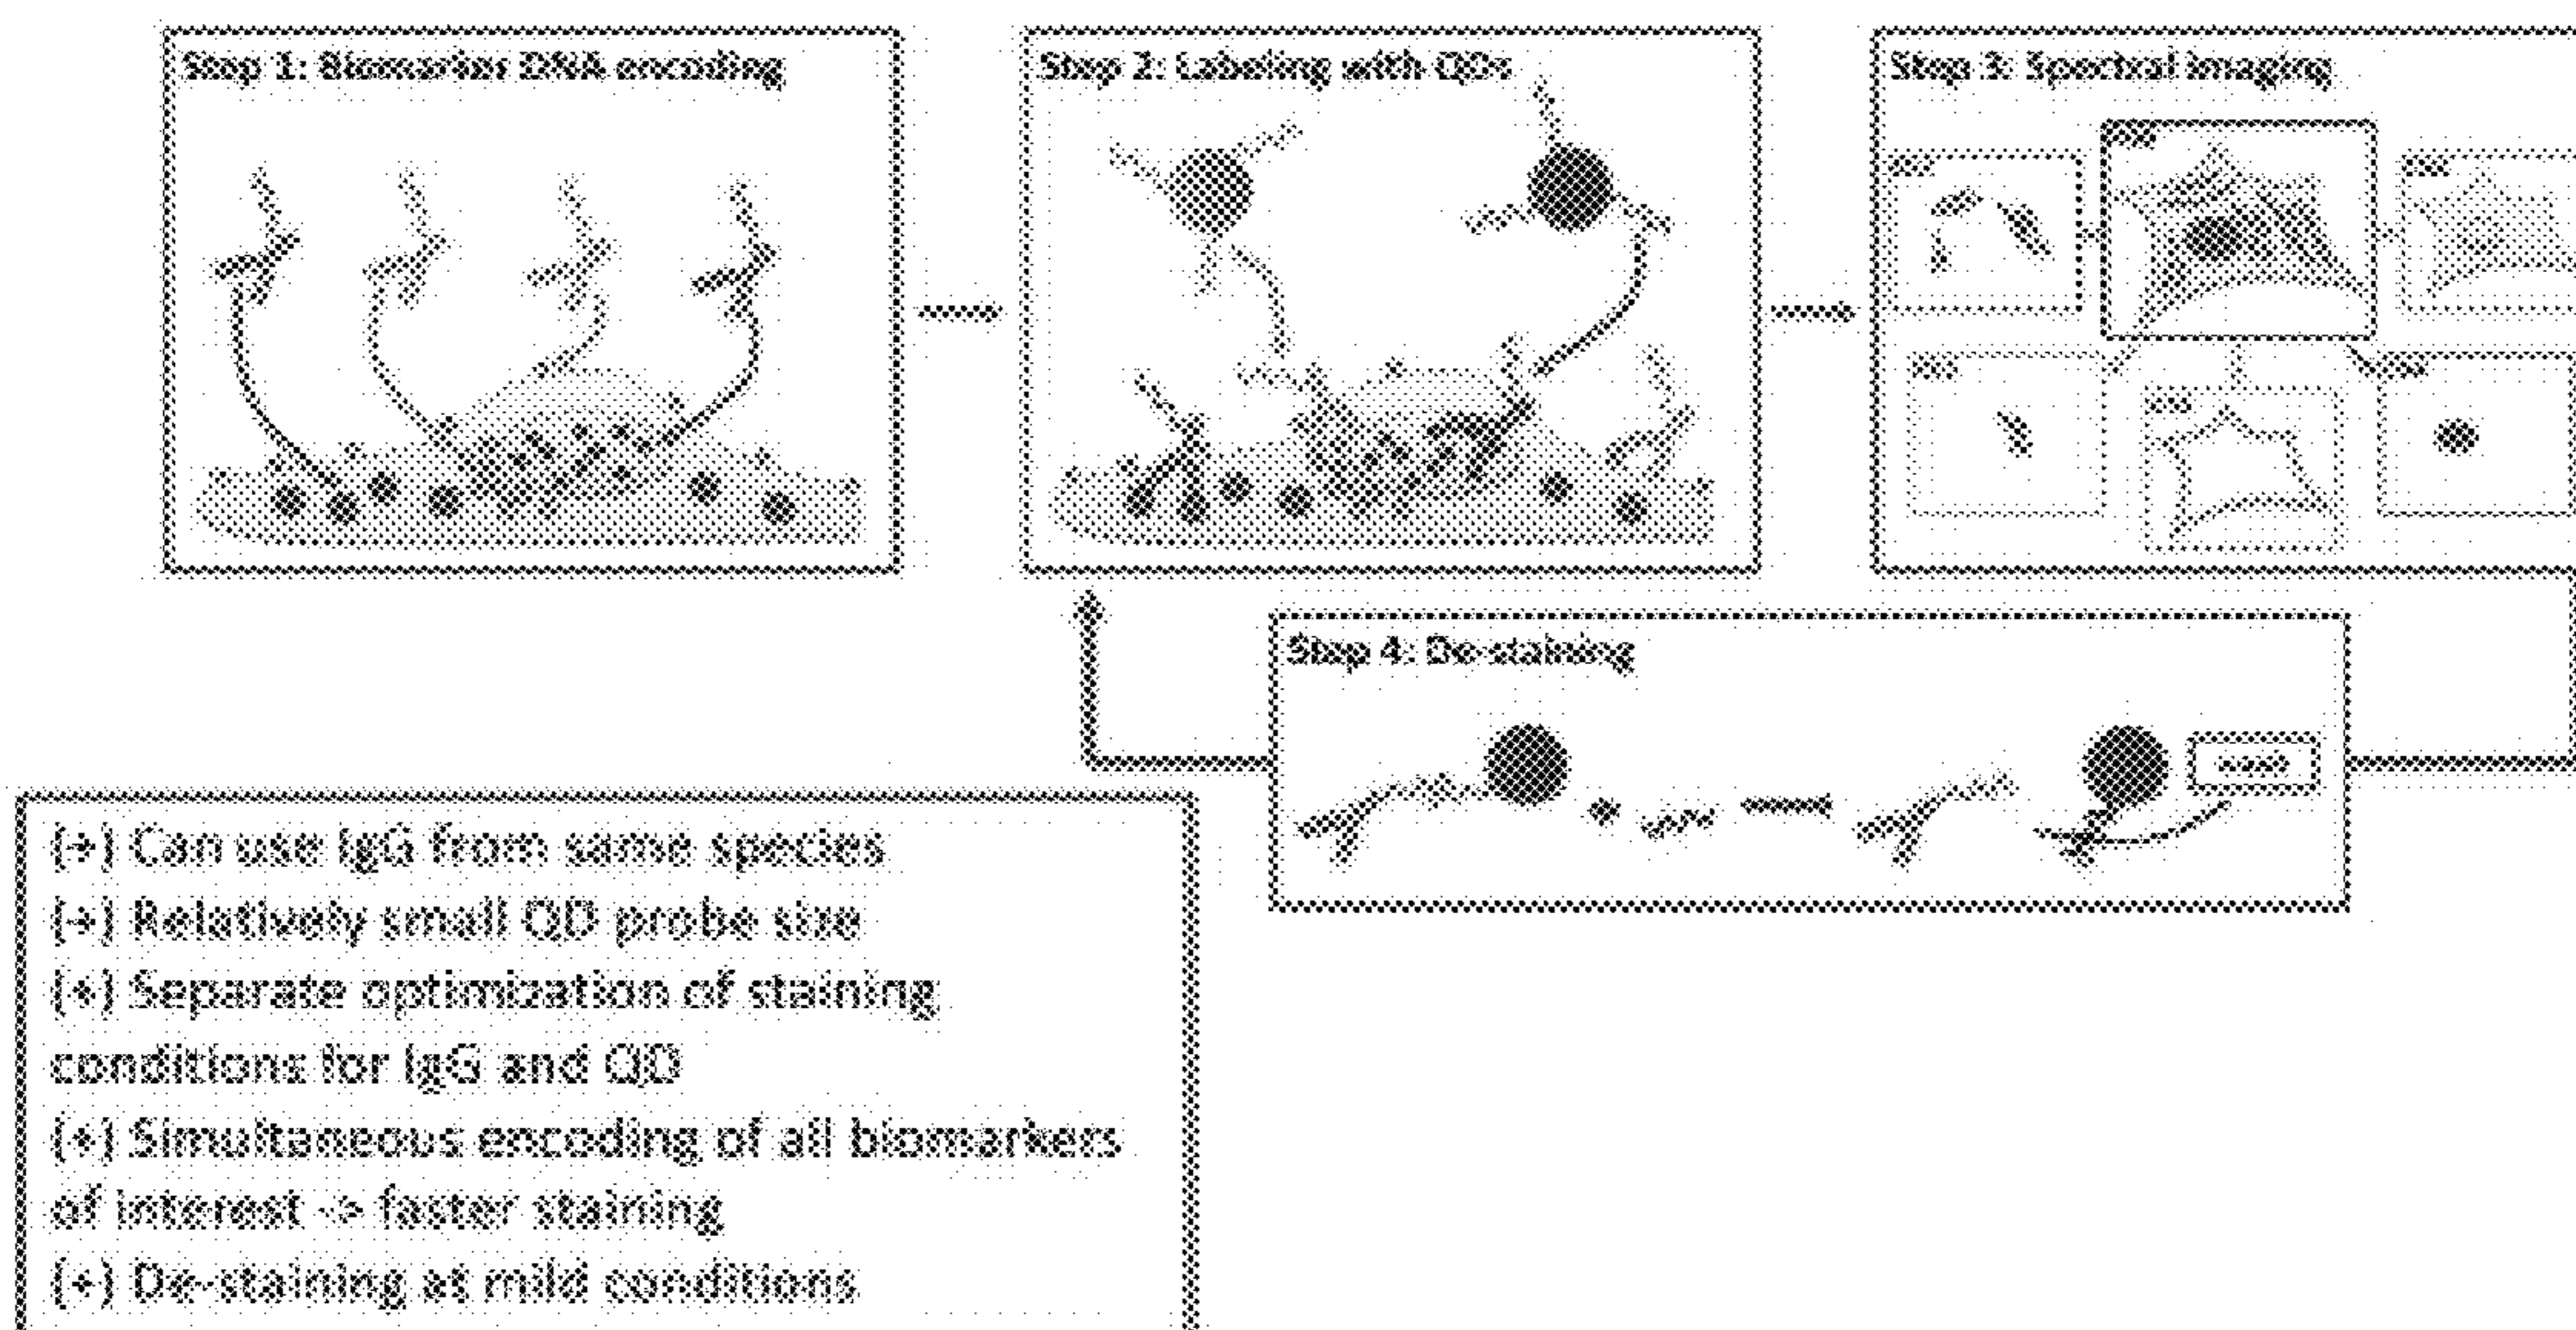 Step 1: Biomarker DNA encoding
Step 2: Labeling with QDs
Step 3: Spectral imaging
Step 4: De-staining
(+) Can use IgG from same species
(+) Relatively small QD probe size
(+) Separate optimization of staining
conditions for IgG and QD
(+) Simultaneous encoding of all biomarkers
of interest -> faster staining
(+) De-staining at mild conditions